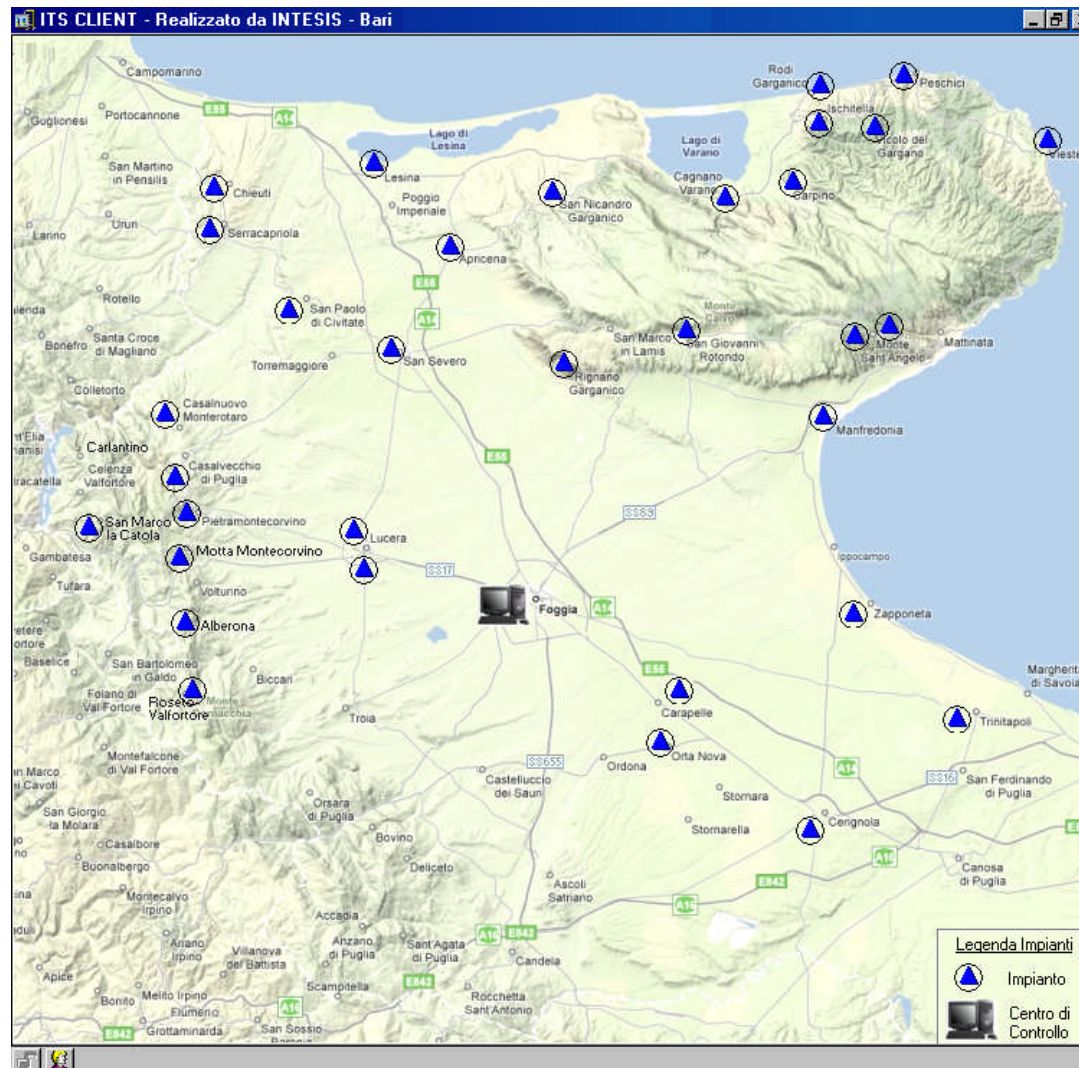 ITS CLIENT - Realizzato da INTESIS - Bari
Campomarino
Rodi
Garganico
Peschici
Portocannone
E55
A14
Ischitella
Guglionesi
Lago di
Lesina
Lago di
Varano
Vicolo del
Gargano
Vieste
San Martino
in Pensilis
Chieuti
Lesina
Cagnano
Varano
Carpino
Poggio
Imperiale
San Nicandro
Garganico
Larino
Ururi
Serracapriola
Apricena
E55
Rotello
San Paolo
di Civitate
A14
Bonefro
Santa Croce
di Magliano
San Marco
in Lamis
San Giovanni
Rotondo
Monte
Sant'Angelo
Mattinata
Torremaggiore
San Severo
Rignano
Garganico
Colletorto
Casalnuovo
Monterotaro
Manfredonia
Carlantino
E55
Celenza
Valfortore
Casalvecchio
di Puglia
SS89
San Marco
la Catola
Pietramontecorvino
Lucera
Gambatesa
Motta Montecorvino
Ippocampo
Tufara
Volturino
SS17
Foggia
A14
Zapponeta
Alberona
Baselice
San Bartolomeo
in Galdo
Biccari
E55
Margherita
di Savoia
Foiano di
Val Fortore
Roseto
Valfortore
Troia
Carapelle
Trinitapoli
Montefalcone
di Val Fortore
SS655
Ordona
Orta Nova
A14
Castelluccio
dei Sauri
SS16
San Ferdinando
di Puglia
Stornara
San Giorgio
la Molara
Orsara
di Puglia
Stornarella
Cerignola
Casalbore
Bovino
A16
Buonalbergo
Deliceto
Canosa
di Puglia
E842
Montecalvo
Irpino
Ascoli
Satriano
A16
Accadia
Ariano
Irpino
Villanova
del Battista
Anzano
di Puglia
Sant'Agata
di Puglia
A16
E842
Candela
Legenda Impianti
Apice
Scampitella
E842
Impianto
Bonito
Melito Irpino
Flumeri
A16
Rocchetta
Sant'Antonio
Centro di
Controllo
E842
Grottaminarda
San Sossio